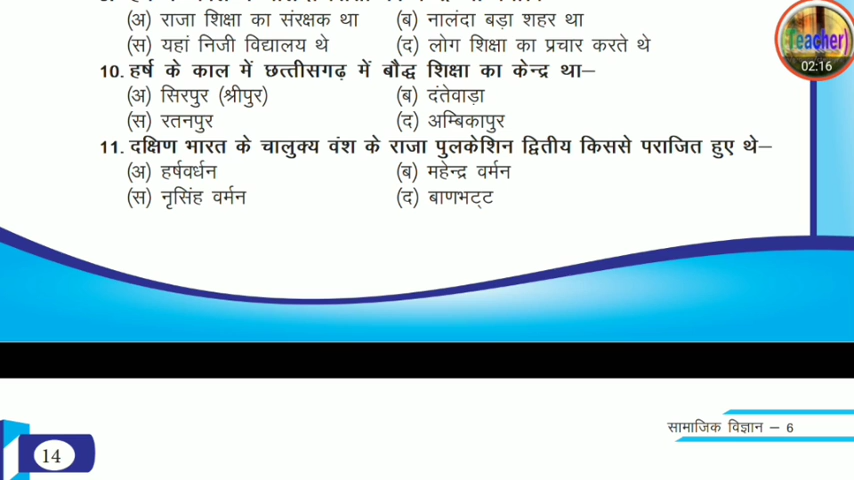 (अ) राजा शिक्षा का संरक्षक था (ब) नालंदा बड़ा शहर था
(स) यहां निजी विद्यालय थे (द) लोग शिक्षा का प्रचार करते थे
10. हर्ष के काल में छत्तीसगढ़ में बौद्ध शिक्षा का केन्द्र था–
(अ) सिरपुर (श्रीपुर) (ब) दंतेवाड़ा
(स) रतनपुर (द) अम्बिकापुर
11. दक्षिण भारत के चालुक्य वंश के राजा पुलकेशिन द्वितीय किससे पराजित हुए थे–
(अ) हर्षवर्धन (ब) महेन्द्र वर्मन
(स) नृसिंह वर्मन (द) बाणभट्ट
Teacher)
02:16
सामाजिक विज्ञान – 6
14